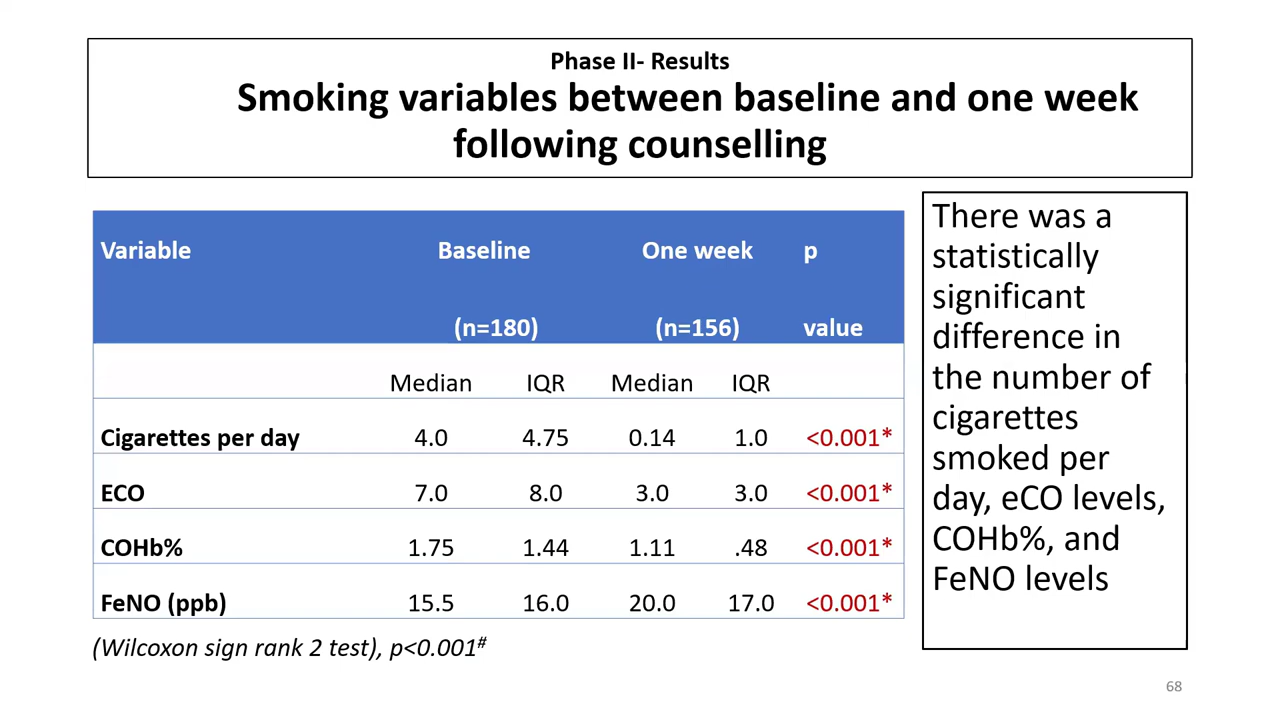 Phase II- Results
Smoking variables between baseline and one week
following counselling
Variable Baseline One week p
(n=180) (n=156) value
Median IQR Median IQR
Cigarettes per day 4.0 4.75 0.14 1.0 <0.001*
ECO 7.0 8.0 3.0 3.0 <0.001*
COHb% 1.75 1.44 1.11 .48 <0.001*
FeNO (ppb) 15.5 16.0 20.0 17.0 <0.001*
(Wilcoxon sign rank 2 test), p<0.001#
There was a
statistically
significant
difference in
the number of
cigarettes
smoked per
day, eCO levels,
COHb%, and
FeNO levels
68